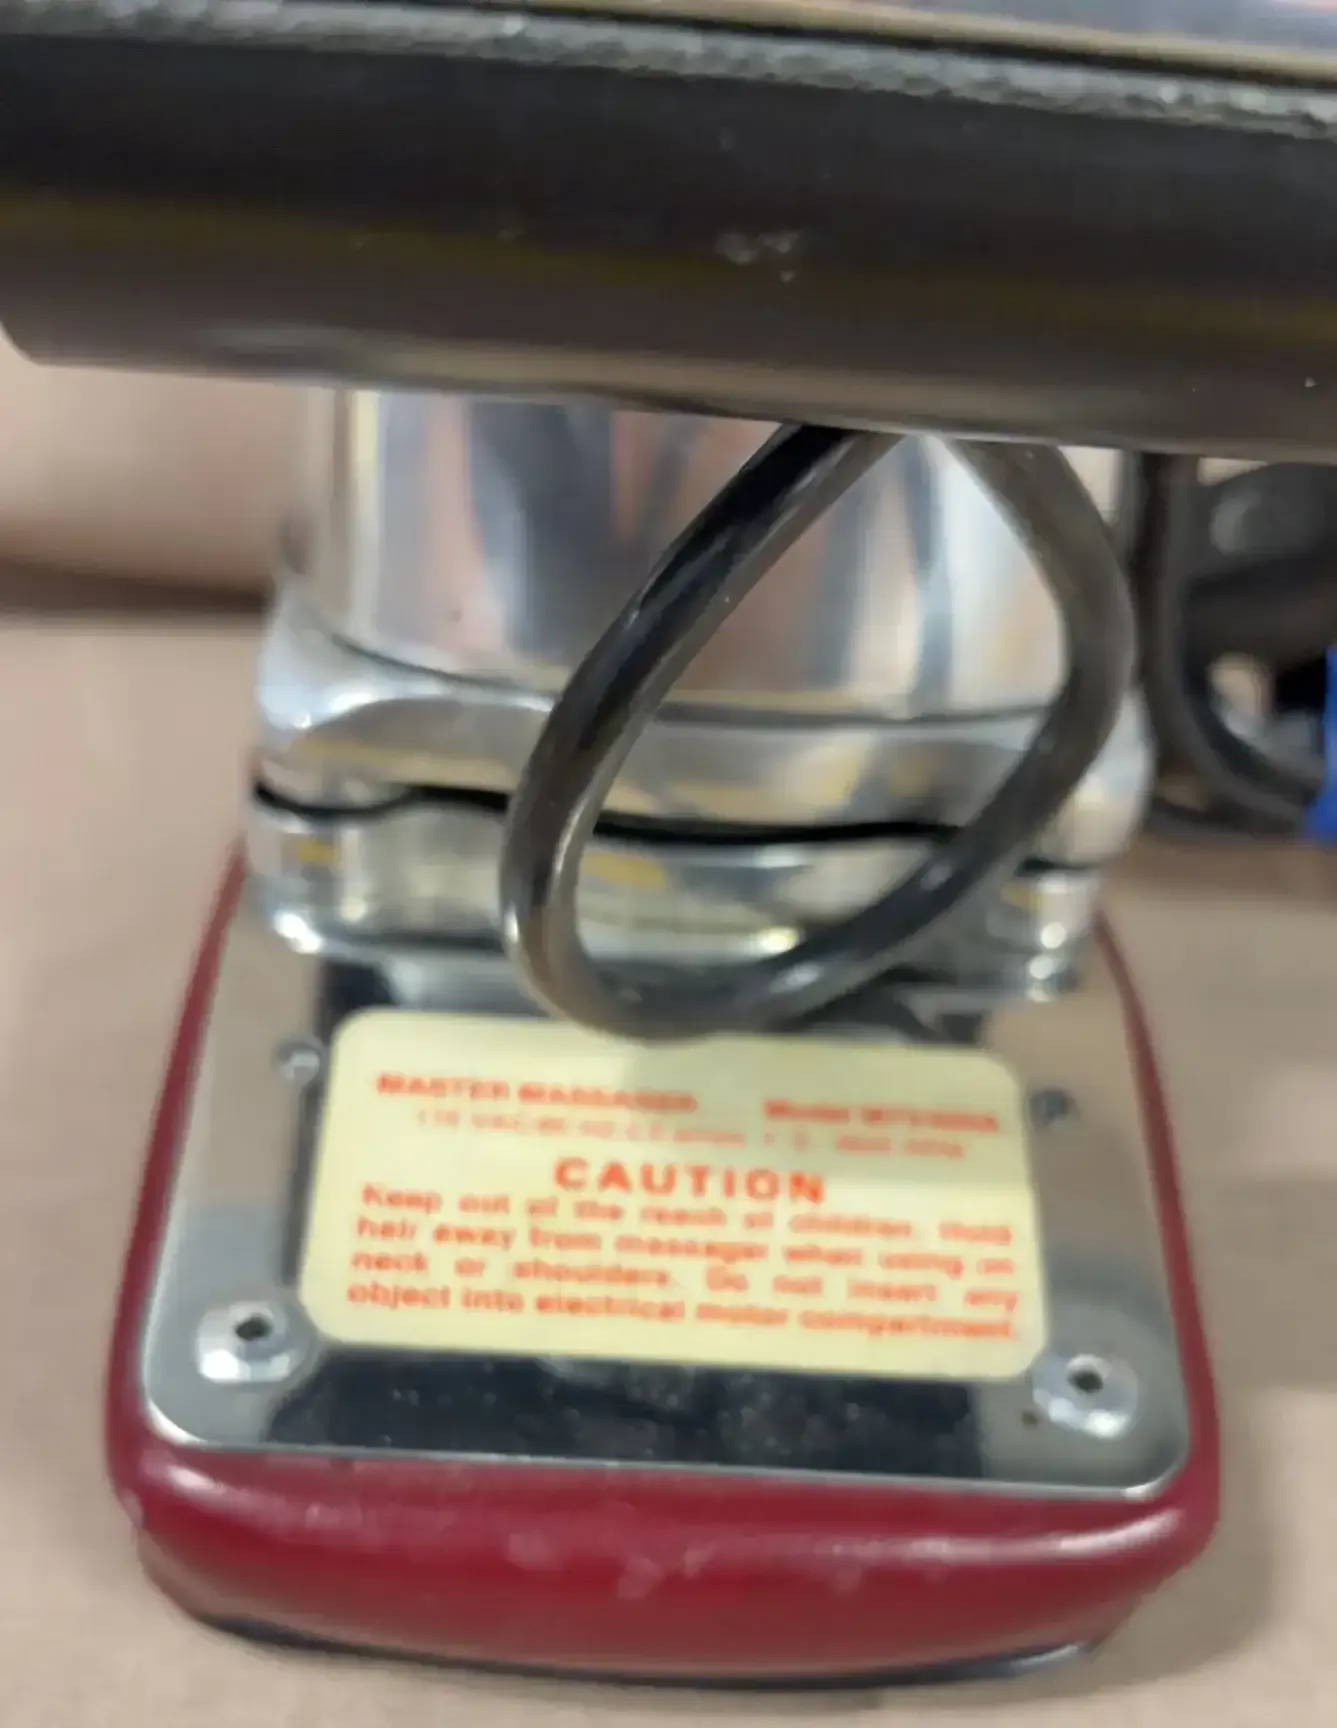 MASTER MASSAGER Model
CAUTION
Keep out of the reach of children. Hold
hair away from massager when using on
neck or shoulders. Do not insert any
object into electrical motor compartment.